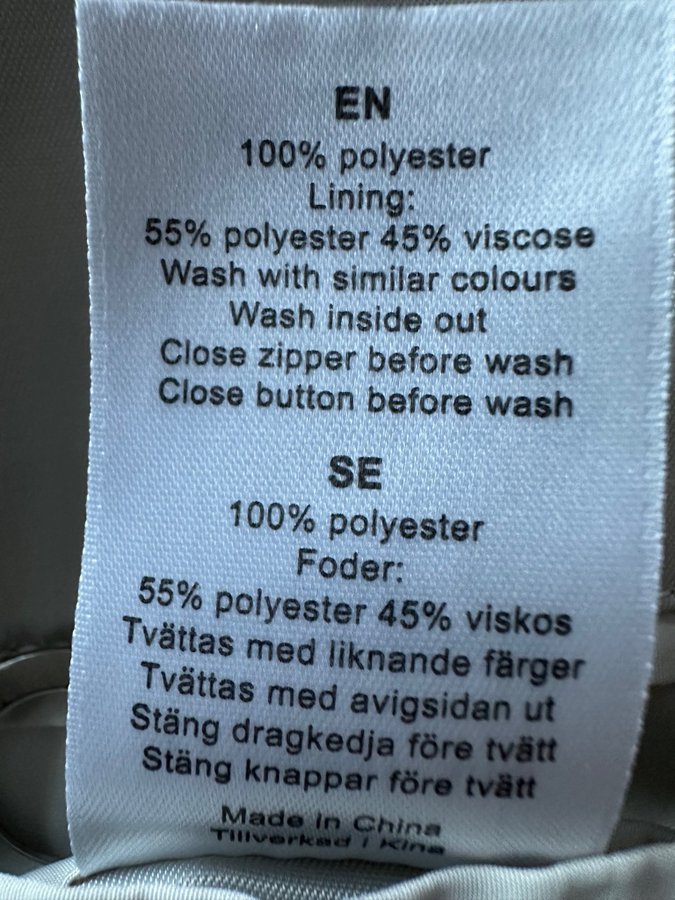 EN
100% polyester
Lining:
55% polyester 45% viscose
Wash with similar colours
Wash inside out
Close zipper before wash
Close button before wash
SE
100% polyester
Foder:
55% polyester 45% viskos
Tvättas med liknande färger
Tvättas med avigsidan ut
Stäng dragkedja före tvätt
Stäng knappar före tvätt
Made in China
Tillverkad i Kina